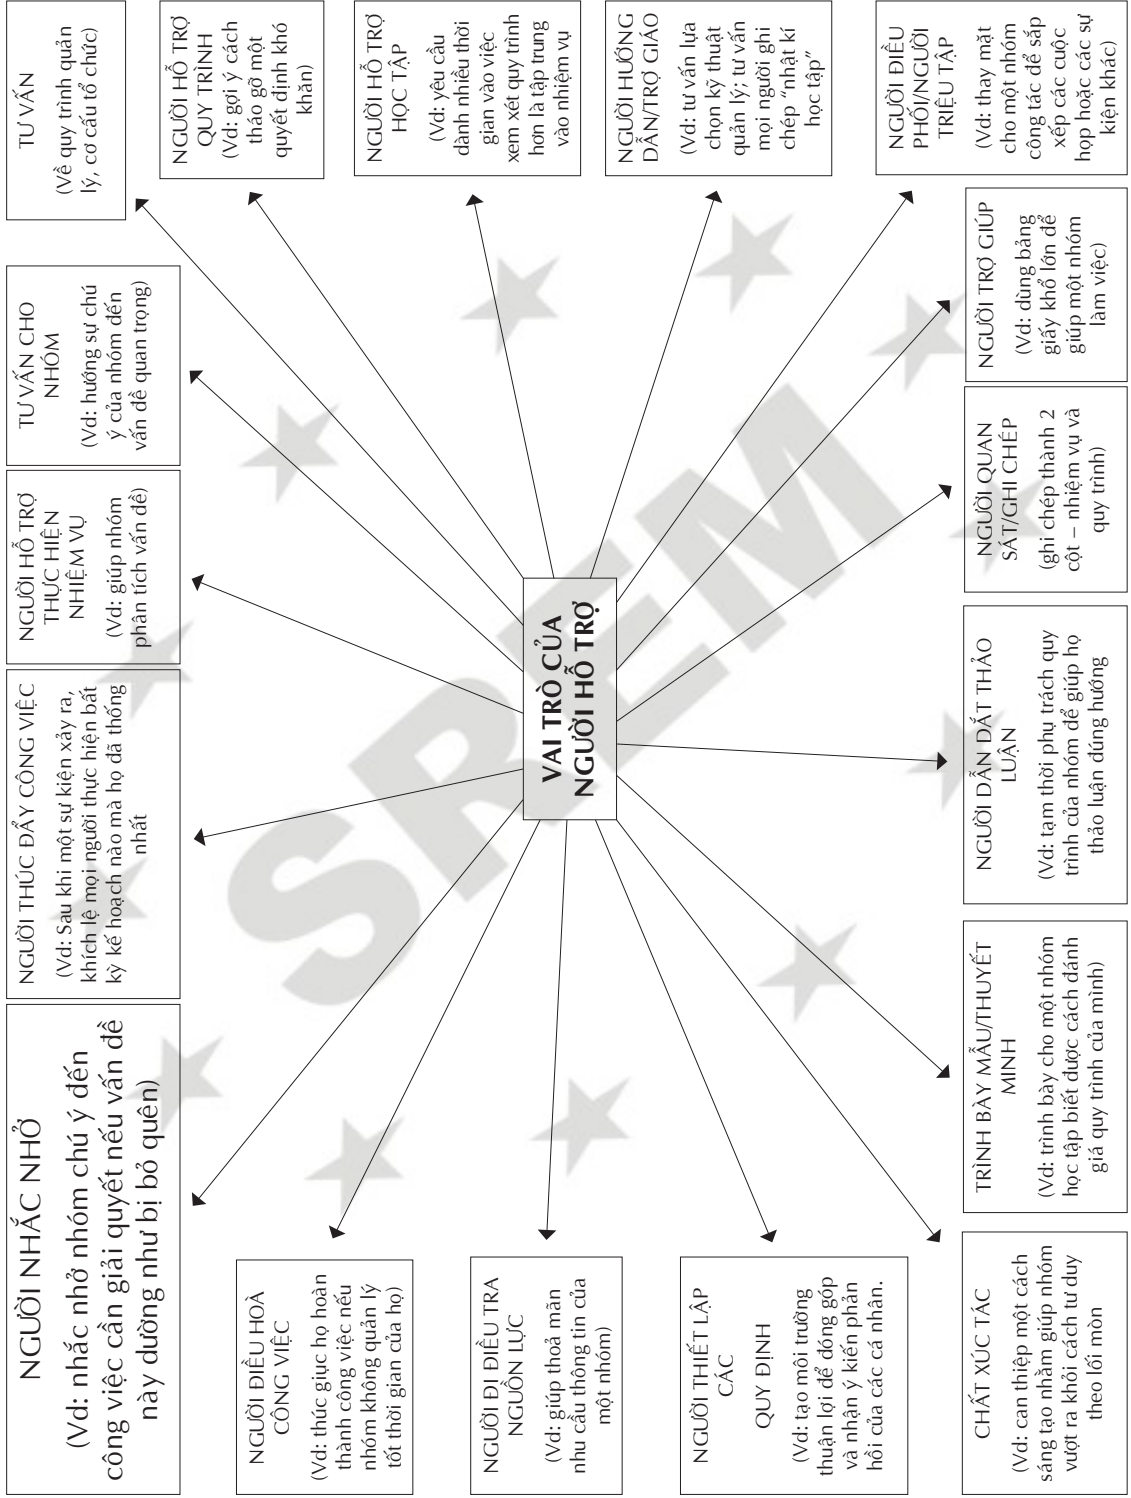 NGƯỜI NHẮC NHỞ
(Vd: nhắc nhở nhóm chú ý đến
công việc cần giải quyết nếu vấn đề
này dường như bị bỏ quên)
NGƯỜI THÚC ĐẨY CÔNG VIỆC
(Vd: Sau khi một sự kiện xảy ra,
khích lệ mọi người thực hiện bất
kỳ kế hoạch nào mà họ đã thống
nhất
NGƯỜI HỖ TRỢ
THỰC HIỆN
NHIỆM VỤ
(Vd: giúp nhóm
phân tích vấn đề)
TƯ VẤN CHO
NHÓM
(Vd: hướng sự chú
ý của nhóm đến
vấn đề quan trọng)
TƯ VẤN
(Về quy trình quản
lý, cơ cấu tổ chức)
NGƯỜI HỖ TRỢ
QUY TRÌNH
(Vd: gợi ý cách
tháo gỡ một
quyết định khó
khăn)
NGƯỜI HỖ TRỢ
HỌC TẬP
(Vd: yêu cầu
dành nhiều thời
gian vào việc
xem xét quy trình
hơn là tập trung
vào nhiệm vụ
NGƯỜI HƯỚNG
DẪN/TRỢ GIÁO
(Vd: tư vấn lựa
chọn kỹ thuật
quản lý; tư vấn
mọi người ghi
chép “nhật kí
học tập”
NGƯỜI ĐIỀU
PHỐI/NGƯỜI
TRIỆU TẬP
(Vd: thay mặt
cho một nhóm
công tác để sắp
xếp các cuộc
họp hoặc các sự
kiện khác)
NGƯỜI ĐIỀU HOÀ
CÔNG VIỆC
(Vd: thúc giục họ hoàn
thành công việc nếu
nhóm không quản lý
tốt thời gian của họ)
NGƯỜI ĐI ĐIỀU TRA
NGUỒN LỰC
(Vd: giúp thoả mãn
nhu cầu thông tin của
một nhóm)
NGƯỜI THIẾT LẬP
CÁC
QUY ĐỊNH
(Vd: tạo môi trường
thuận lợi để đóng góp
và nhận ý kiến phản
hồi của các cá nhân.
VAI TRÒ CỦA
NGƯỜI HỖ TRỢ
CHẤT XÚC TÁC
(Vd: can thiệp một cách
sáng tạo nhằm giúp nhóm
vượt ra khỏi cách tư duy
theo lối mòn
TRÌNH BÀY MẪU/THUYẾT
MINH
(Vd: trình bày cho một nhóm
học tập biết được cách đánh
giá quy trình của mình)
NGƯỜI DẪN DẮT THẢO
LUẬN
(Vd: tạm thời phụ trách quy
trình của nhóm để giúp họ
thảo luận đúng hướng
NGƯỜI QUAN
SÁT/GHI CHÉP
(ghi chép thành 2
cột – nhiệm vụ và
quy trình)
NGƯỜI TRỢ GIÚP
(Vd: dùng bảng
giấy khổ lớn để
giúp một nhóm
làm việc)
SREM